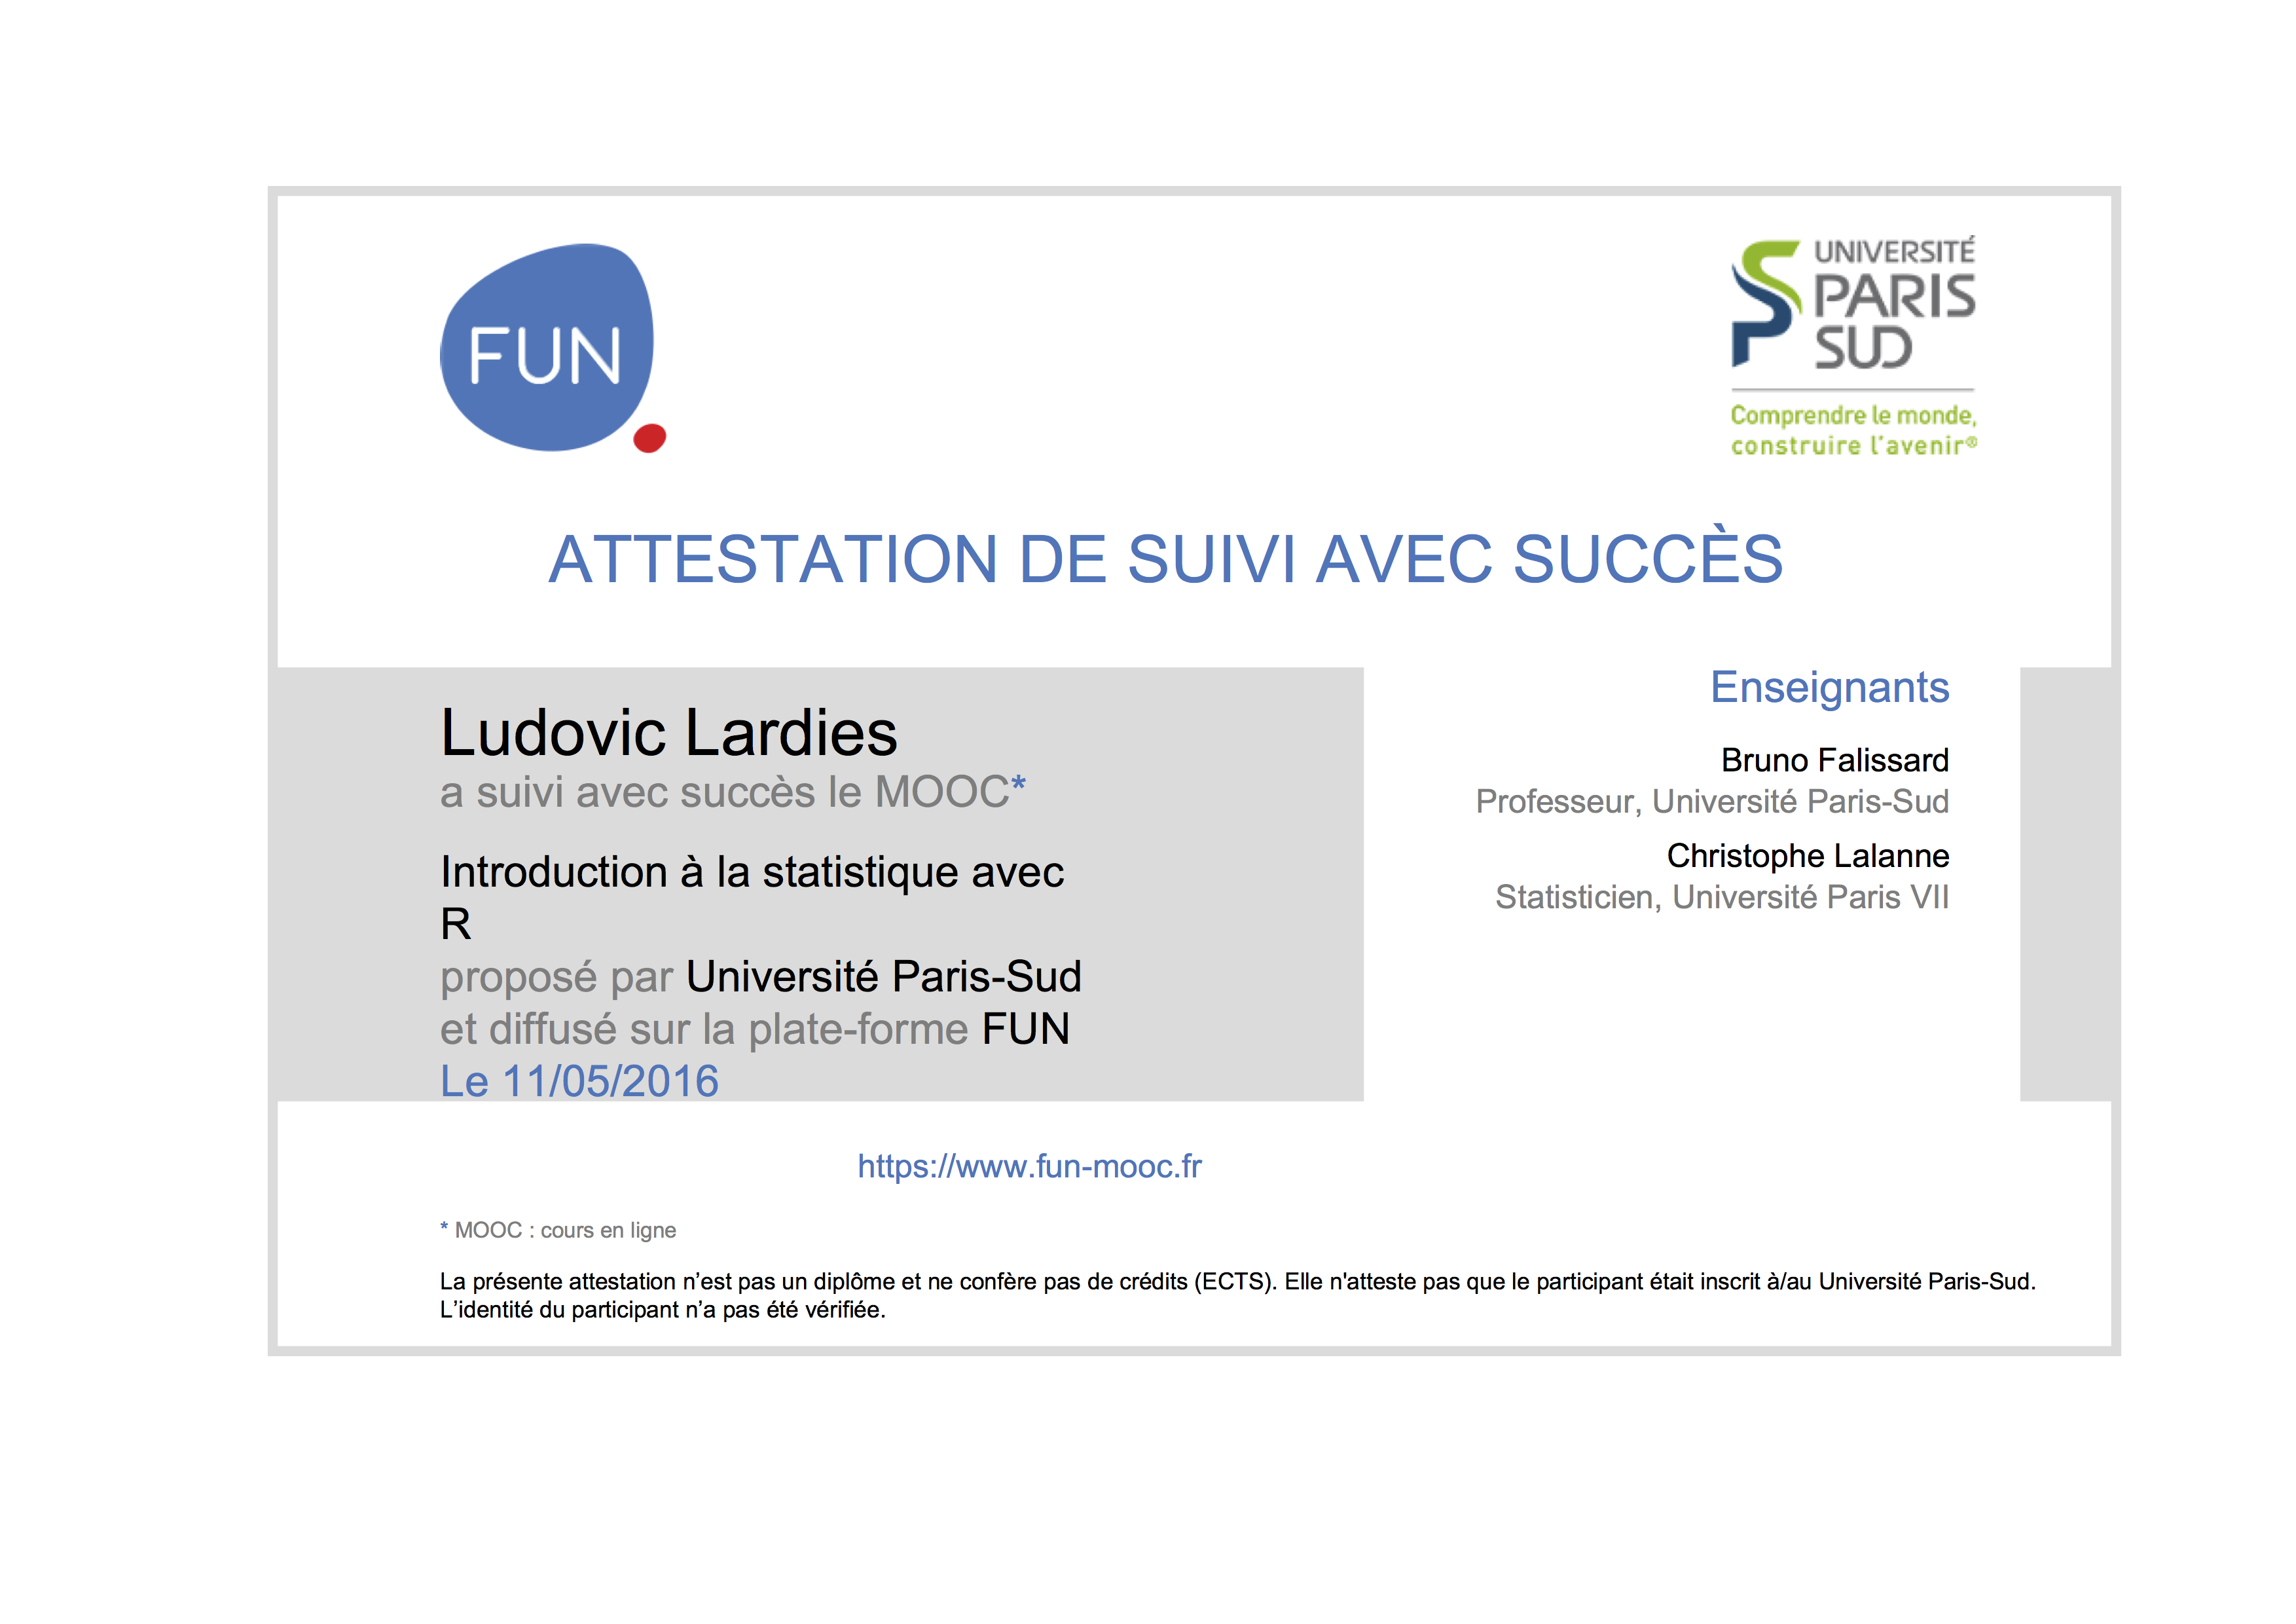 FUN
UNIVERSITÉ
PARIS
SUD
Comprendre le monde,
construire l'avenir®
ATTESTATION DE SUIVI AVEC SUCCÈS
Ludovic Lardies
a suivi avec succès le MOOC*
Introduction à la statistique avec
R
proposé par Université Paris-Sud
et diffusé sur la plate-forme FUN
Le 11/05/2016
Enseignants
Bruno Falissard
Professeur, Université Paris-Sud
Christophe Lalanne
Statisticien, Université Paris VII
https://www.fun-mooc.fr
* MOOC : cours en ligne
La présente attestation n’est pas un diplôme et ne confère pas de crédits (ECTS). Elle n'atteste pas que le participant était inscrit à/au Université Paris-Sud.
L’identité du participant n’a pas été vérifiée.